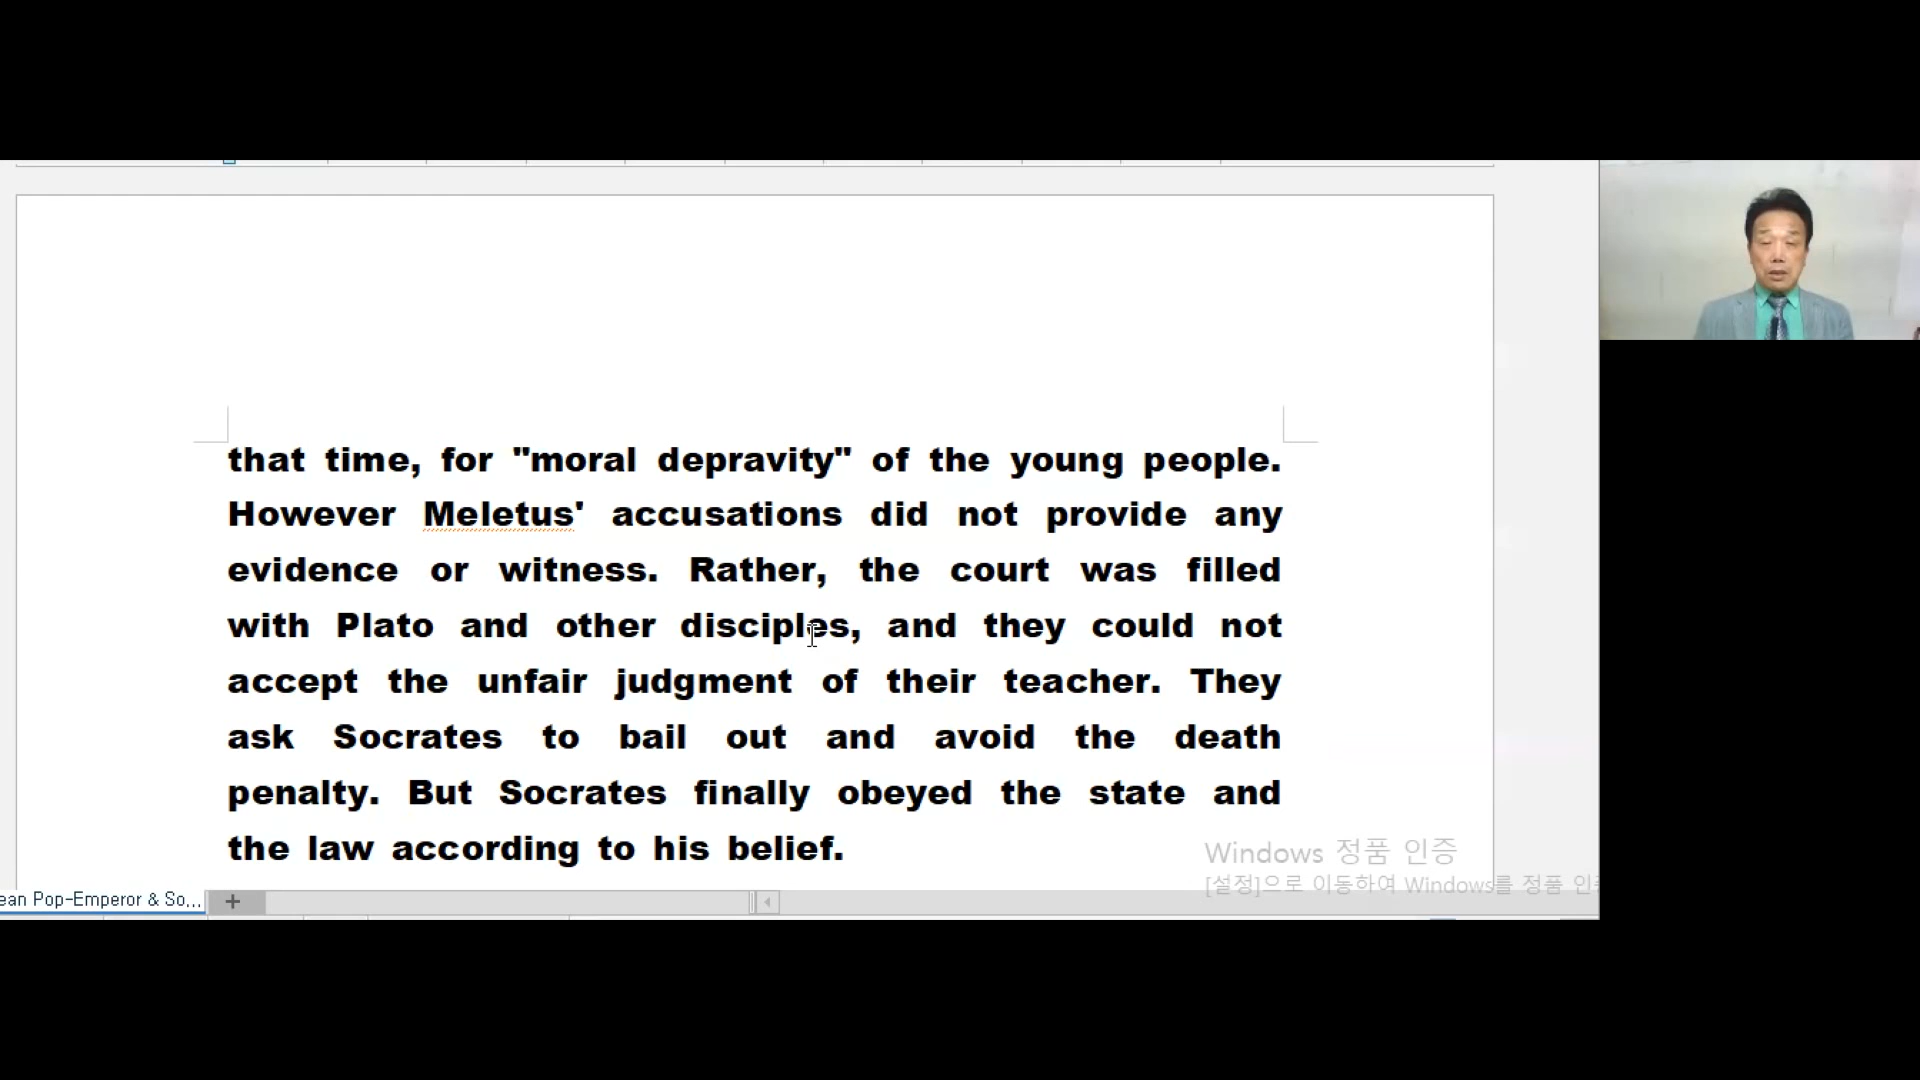 that time, for "moral depravity" of the young people.
However Meletus' accusations did not provide any
evidence or witness. Rather, the court was filled
with Plato and other disciples, and they could not
accept the unfair judgment of their teacher. They
ask Socrates to bail out and avoid the death
penalty. But Socrates finally obeyed the state and
the law according to his belief.
Windows 정품 인증
[설정]으로 이동하여 Windows를 정품
ean Pop-Emperor & So...